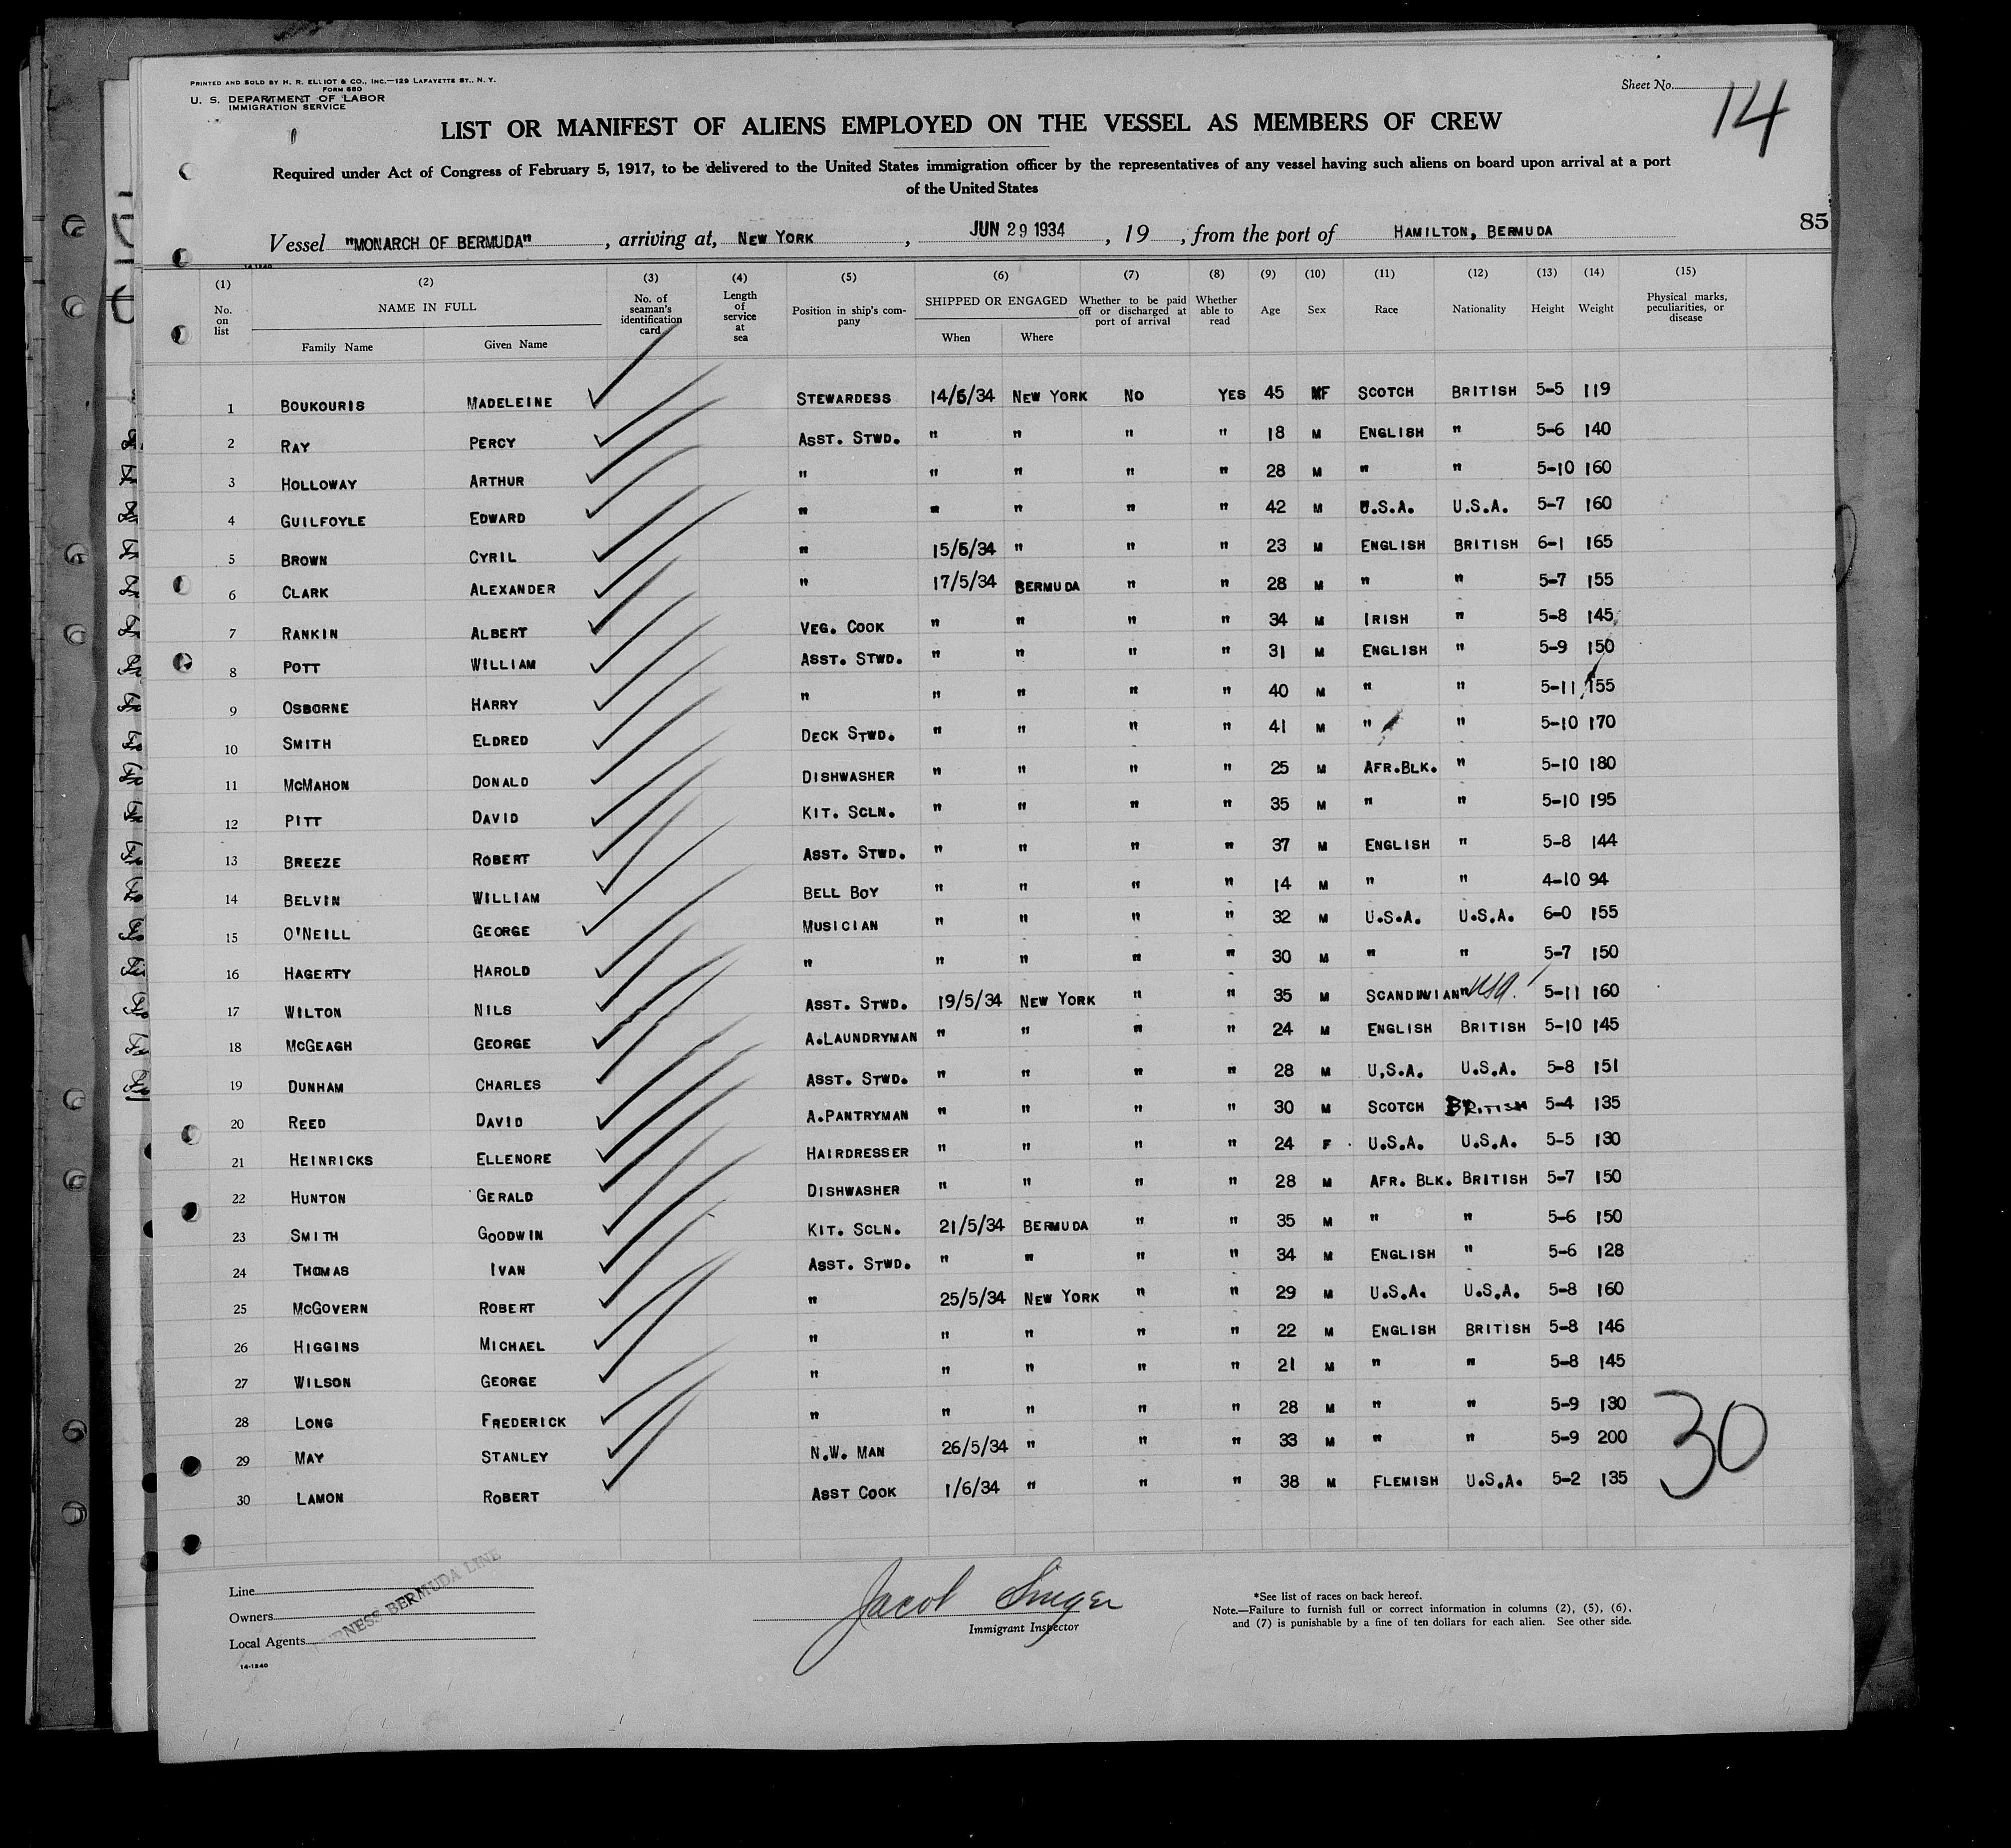 PRINTED AND SOLD BY H. R. ELLIOT & CO., INC.—129 LAFAYETTE ST., N. Y.
FORM 680
U. S. DEPARTMENT OF LABOR
IMMIGRATION SERVICE
Sheet No. 14
LIST OR MANIFEST OF ALIENS EMPLOYED ON THE VESSEL AS MEMBERS OF CREW
Required under Act of Congress of February 5, 1917, to be delivered to the United States immigration officer by the representatives of any vessel having such aliens on board upon arrival at a port
of the United States
85
Vessel "MONARCH OF BERMUDA", arriving at, NEW YORK, JUN 29 1934, 19, from the port of HAMILTON, BERMUDA
14-1240
(1) (2) (3) (4) (5) (6) (7) (8) (9) (10) (11) (12) (13) (14) (15)
No. on list NAME IN FULL Family Name Given Name No. of seaman's identification card Length of service at sea Position in ship's company SHIPPED OR ENGAGED When Where Whether to be paid off or discharged at port of arrival Whether able to read Age Sex Race Nationality Height Weight Physical marks, peculiarities, or disease
1 BOUKOURIS MADELEINE STEWARDESS 14/5/34 NEW YORK NO YES 45 MF SCOTCH BRITISH 5-5 119
2 RAY PERCY ASST. STWD. " " " " 18 M ENGLISH " 5-6 140
3 HOLLOWAY ARTHUR " " " " " 28 M " " 5-10 160
4 GUILFOYLE EDWARD " " " " " 42 M U.S.A. U.S.A. 5-7 160
5 BROWN CYRIL " 15/5/34 " " " 23 M ENGLISH BRITISH 6-1 165
6 CLARK ALEXANDER " 17/5/34 BERMUDA " " 28 M " " 5-7 155
7 RANKIN ALBERT VEG. COOK " " " " 34 M IRISH " 5-8 145
8 POTT WILLIAM ASST. STWD. " " " " 31 M ENGLISH " 5-9 150
9 OSBORNE HARRY " " " " " 40 M " " 5-11 155
10 SMITH ELDRED DECK STWD. " " " " 41 M " " 5-10 170
11 MCMAHON DONALD DISHWASHER " " " " 25 M AFR.BLK. " 5-10 180
12 PITT DAVID KIT. SCLN. " " " " 35 M " " 5-10 195
13 BREEZE ROBERT ASST. STWD. " " " " 37 M ENGLISH " 5-8 144
14 BELVIN WILLIAM BELL BOY " " " " 14 M " " 4-10 94
15 O'NEILL GEORGE MUSICIAN " " " " 32 M U.S.A. U.S.A. 6-0 155
16 HAGERTY HAROLD " " " " " 30 M " " 5-7 150
17 WILTON NILS ASST. STWD. 19/5/34 NEW YORK " " 35 M SCANDINVIAN " USA. 5-11 160
18 MCGEAGH GEORGE A.LAUNDRYMAN " " " " 24 M ENGLISH BRITISH 5-10 145
19 DUNHAM CHARLES ASST. STWD. " " " " 28 M U.S.A. U.S.A. 5-8 151
20 REED DAVID A.PANTRYMAN " " " " 30 M SCOTCH BRITISH 5-4 135
21 HEINRICKS ELLENORE HAIRDRESSER " " " " 24 F U.S.A. U.S.A. 5-5 130
22 HUNTON GERALD DISHWASHER " " " " 28 M AFR. BLK. BRITISH 5-7 150
23 SMITH GOODWIN KIT. SCLN. 21/5/34 BERMUDA " " 35 M " " 5-6 150
24 THOMAS IVAN ASST. STWD. " " " " 34 M ENGLISH " 5-6 128
25 MCGOVERN ROBERT " 25/5/34 NEW YORK " " 29 M U.S.A. U.S.A. 5-8 160
26 HIGGINS MICHAEL " " " " " 22 M ENGLISH BRITISH 5-8 146
27 WILSON GEORGE " " " " " 21 M " " 5-8 145
28 LONG FREDERICK " " " " " 28 M " " 5-9 130
29 MAY STANLEY N.W. MAN 26/5/34 " " " 33 M " " 5-9 200
30 LAMON ROBERT ASST COOK 1/6/34 " " " 38 M FLEMISH U.S.A. 5-2 135
30
Line
Owners
Local Agents
BERMUDA LINE
14-1240
Jacob Singer
Immigrant Inspector
*See list of races on back hereof.
Note.—Failure to furnish full or correct information in columns (2), (5), (6),
and (7) is punishable by a fine of ten dollars for each alien. See other side.